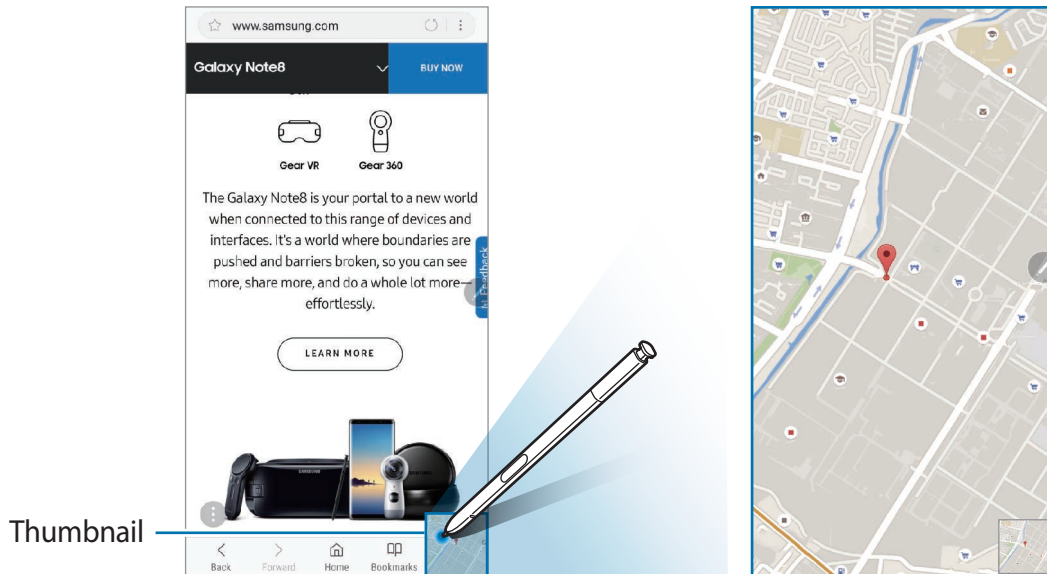 www.samsung.com
Galaxy Note8
BUY NOW
Gear VR
Gear 360
The Galaxy Note8 is your portal to a new world
when connected to this range of devices and
interfaces. It's a world where boundaries are
pushed and barriers broken, so you can see
more, share more, and do a whole lot more—
effortlessly.
Feedback
LEARN MORE
SAMSUNG
Thumbnail
Back
Forward
Home
Bookmarks